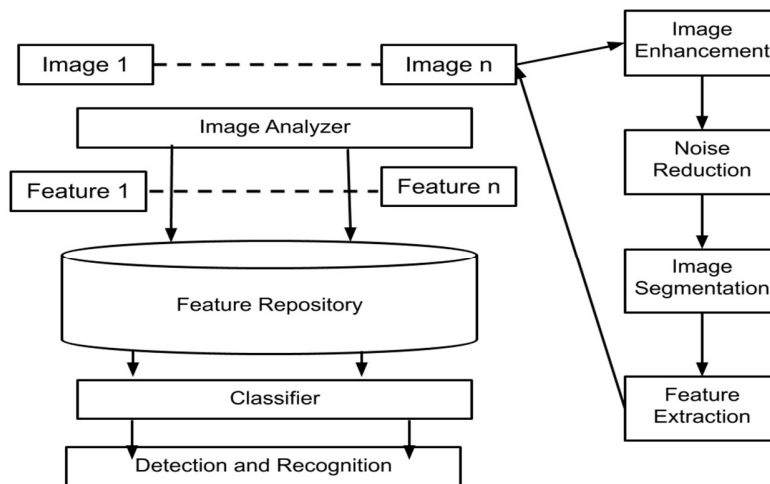 Image 1
Image n
Image Analyzer
Feature 1
Feature n
Feature Repository
Classifier
Detection and Recognition
Image
Enhancement
Noise
Reduction
Image
Segmentation
Feature
Extraction